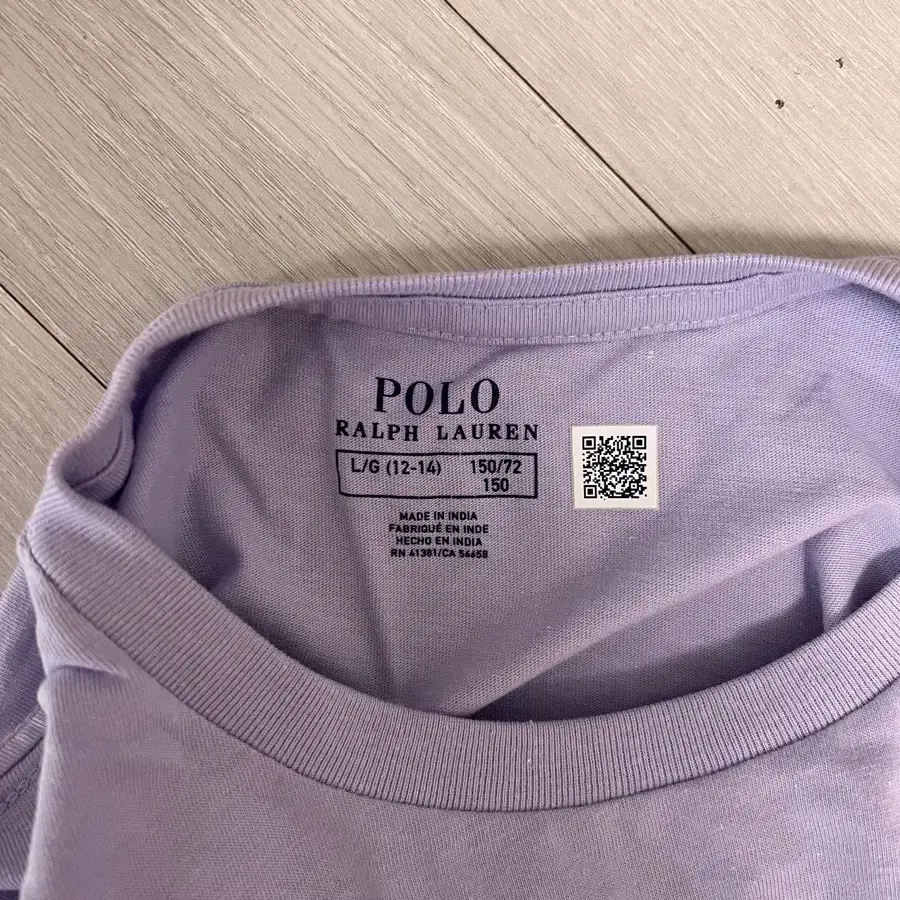 POLO
RALPH LAUREN
L/G (12-14) 150/72
150
MADE IN INDIA
FABRIQUÉ EN INDE
HECHO EN INDIA
RN 41381/CA 56658